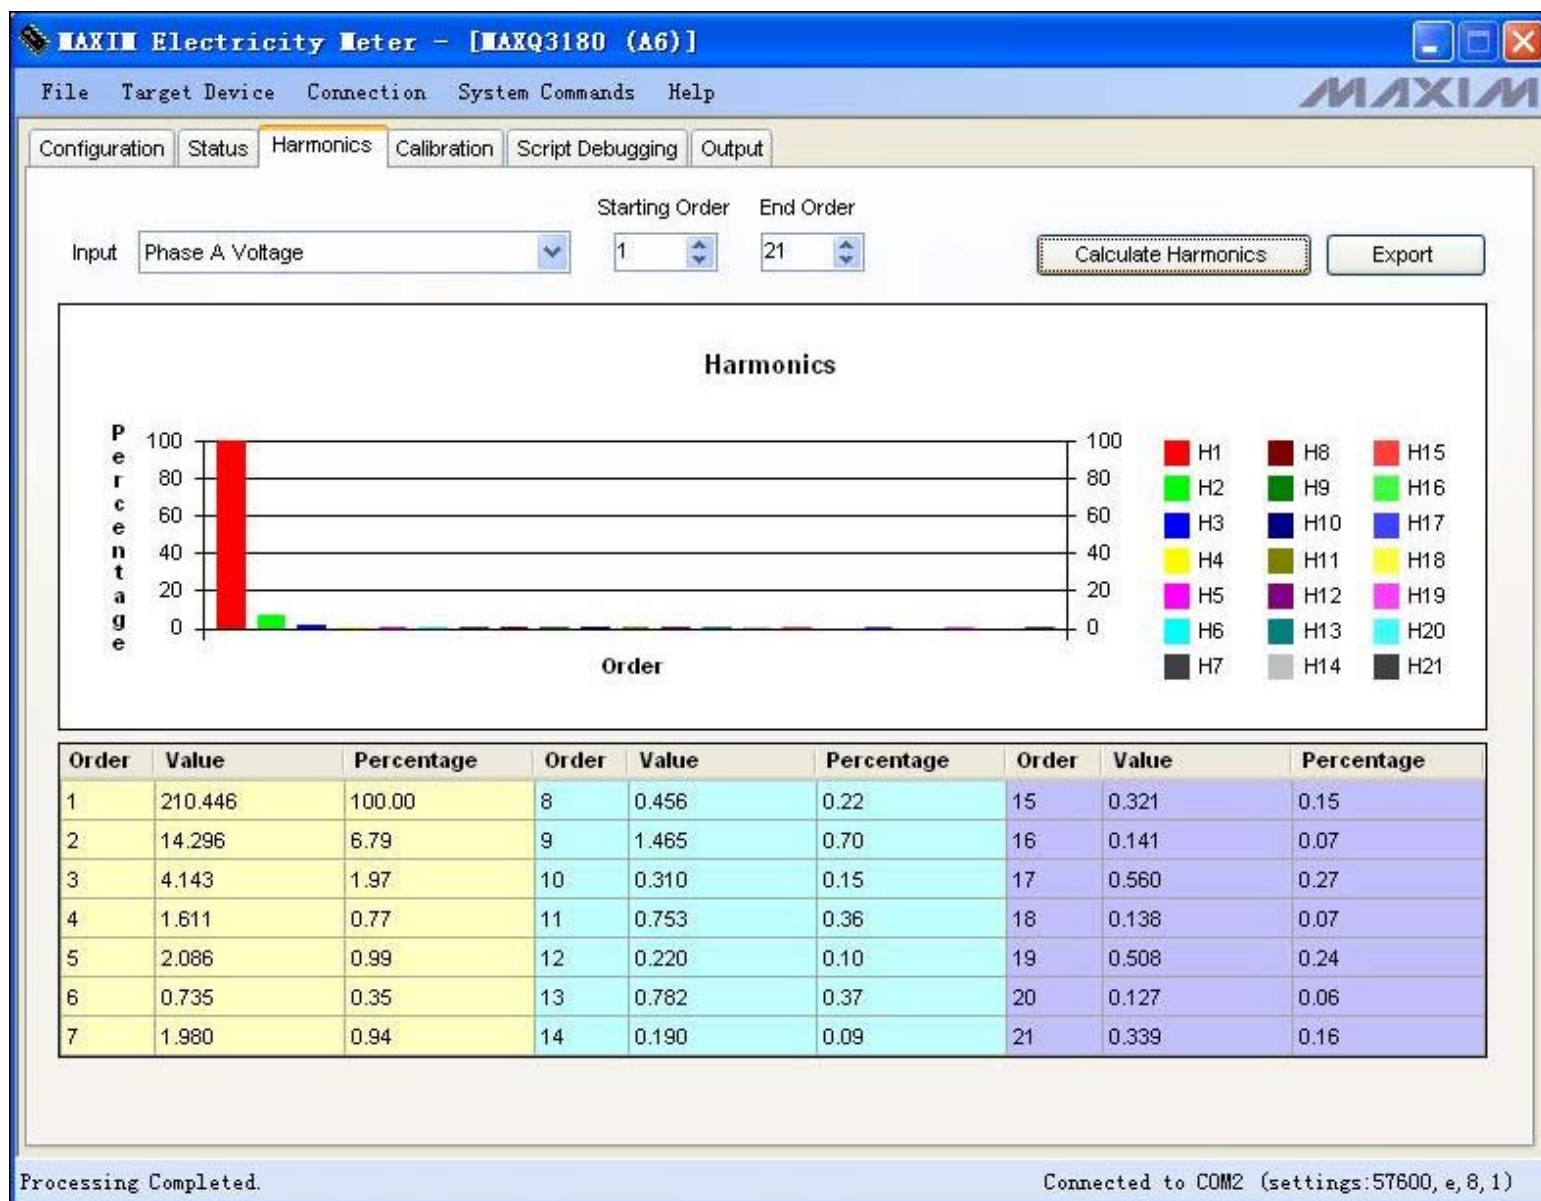 MAXIM Electricity Meter - [MAXQ3180 (A6)]
File Target Device Connection System Commands Help
MAXIM
Configuration Status Harmonics Calibration Script Debugging Output
Starting Order End Order
Input Phase A Voltage 1 21 Calculate Harmonics Export
Harmonics
Percentage
100 100
80 80
60 60
40 40
20 20
0 0
Order
H1 H8 H15
H2 H9 H16
H3 H10 H17
H4 H11 H18
H5 H12 H19
H6 H13 H20
H7 H14 H21
Order Value Percentage Order Value Percentage Order Value Percentage
1 210.446 100.00 8 0.456 0.22 15 0.321 0.15
2 14.296 6.79 9 1.465 0.70 16 0.141 0.07
3 4.143 1.97 10 0.310 0.15 17 0.560 0.27
4 1.611 0.77 11 0.753 0.36 18 0.138 0.07
5 2.086 0.99 12 0.220 0.10 19 0.508 0.24
6 0.735 0.35 13 0.782 0.37 20 0.127 0.06
7 1.980 0.94 14 0.190 0.09 21 0.339 0.16
Processing Completed. Connected to COM2 (settings:57600,e,8,1)